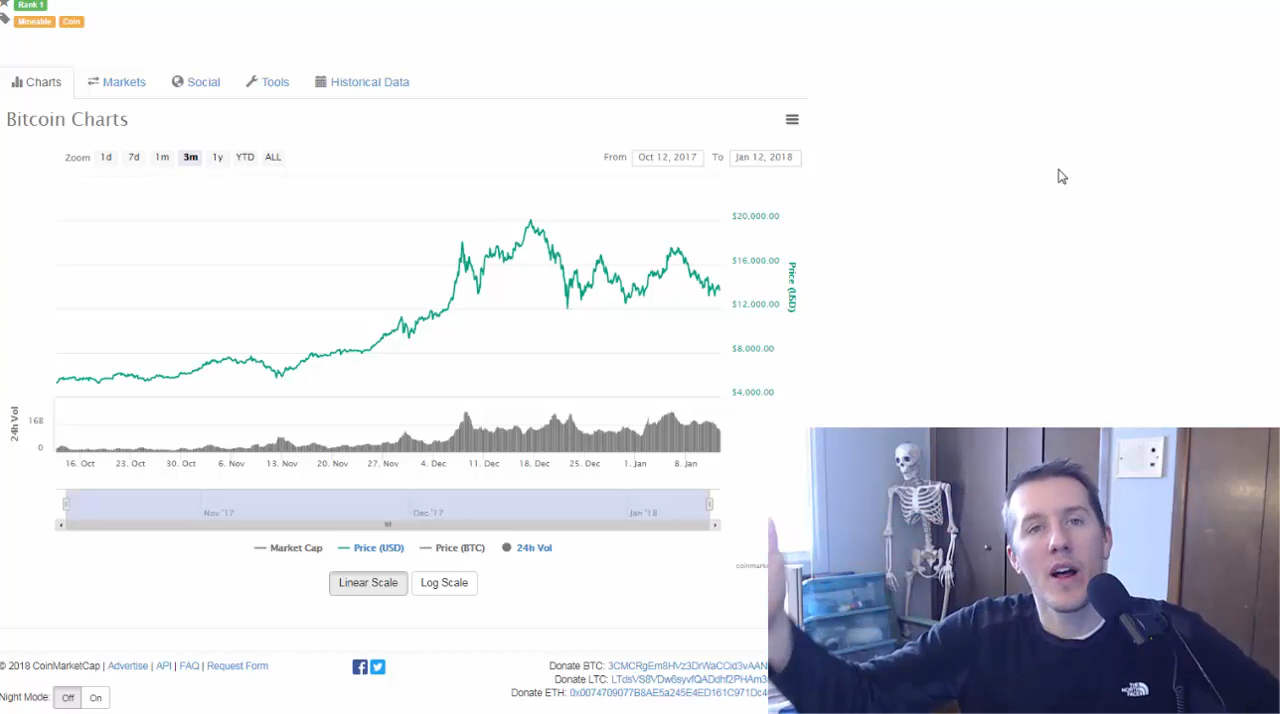 Rank 1
Mineable Coin
Charts Markets Social Tools Historical Data
Bitcoin Charts
Zoom 1d 7d 1m 3m 1y YTD ALL From Oct 12, 2017 To Jan 12, 2018
$20,000.00
$16,000.00
$12,000.00
$8,000.00
$4,000.00
Price (USD)
24h Vol
16B
0
16. Oct 23. Oct 30. Oct 6. Nov 13. Nov 20. Nov 27. Nov 4. Dec 11. Dec 18. Dec 25. Dec 1. Jan 8. Jan
Nov '17 Dec '17 Jan '18
Market Cap Price (USD) Price (BTC) 24h Vol
coinmarke
Linear Scale Log Scale
© 2018 CoinMarketCap | Advertise | API | FAQ | Request Form
Donate BTC:
Donate LTC:
Donate ETH:
Night Mode: Off On
THE NORTH FACE